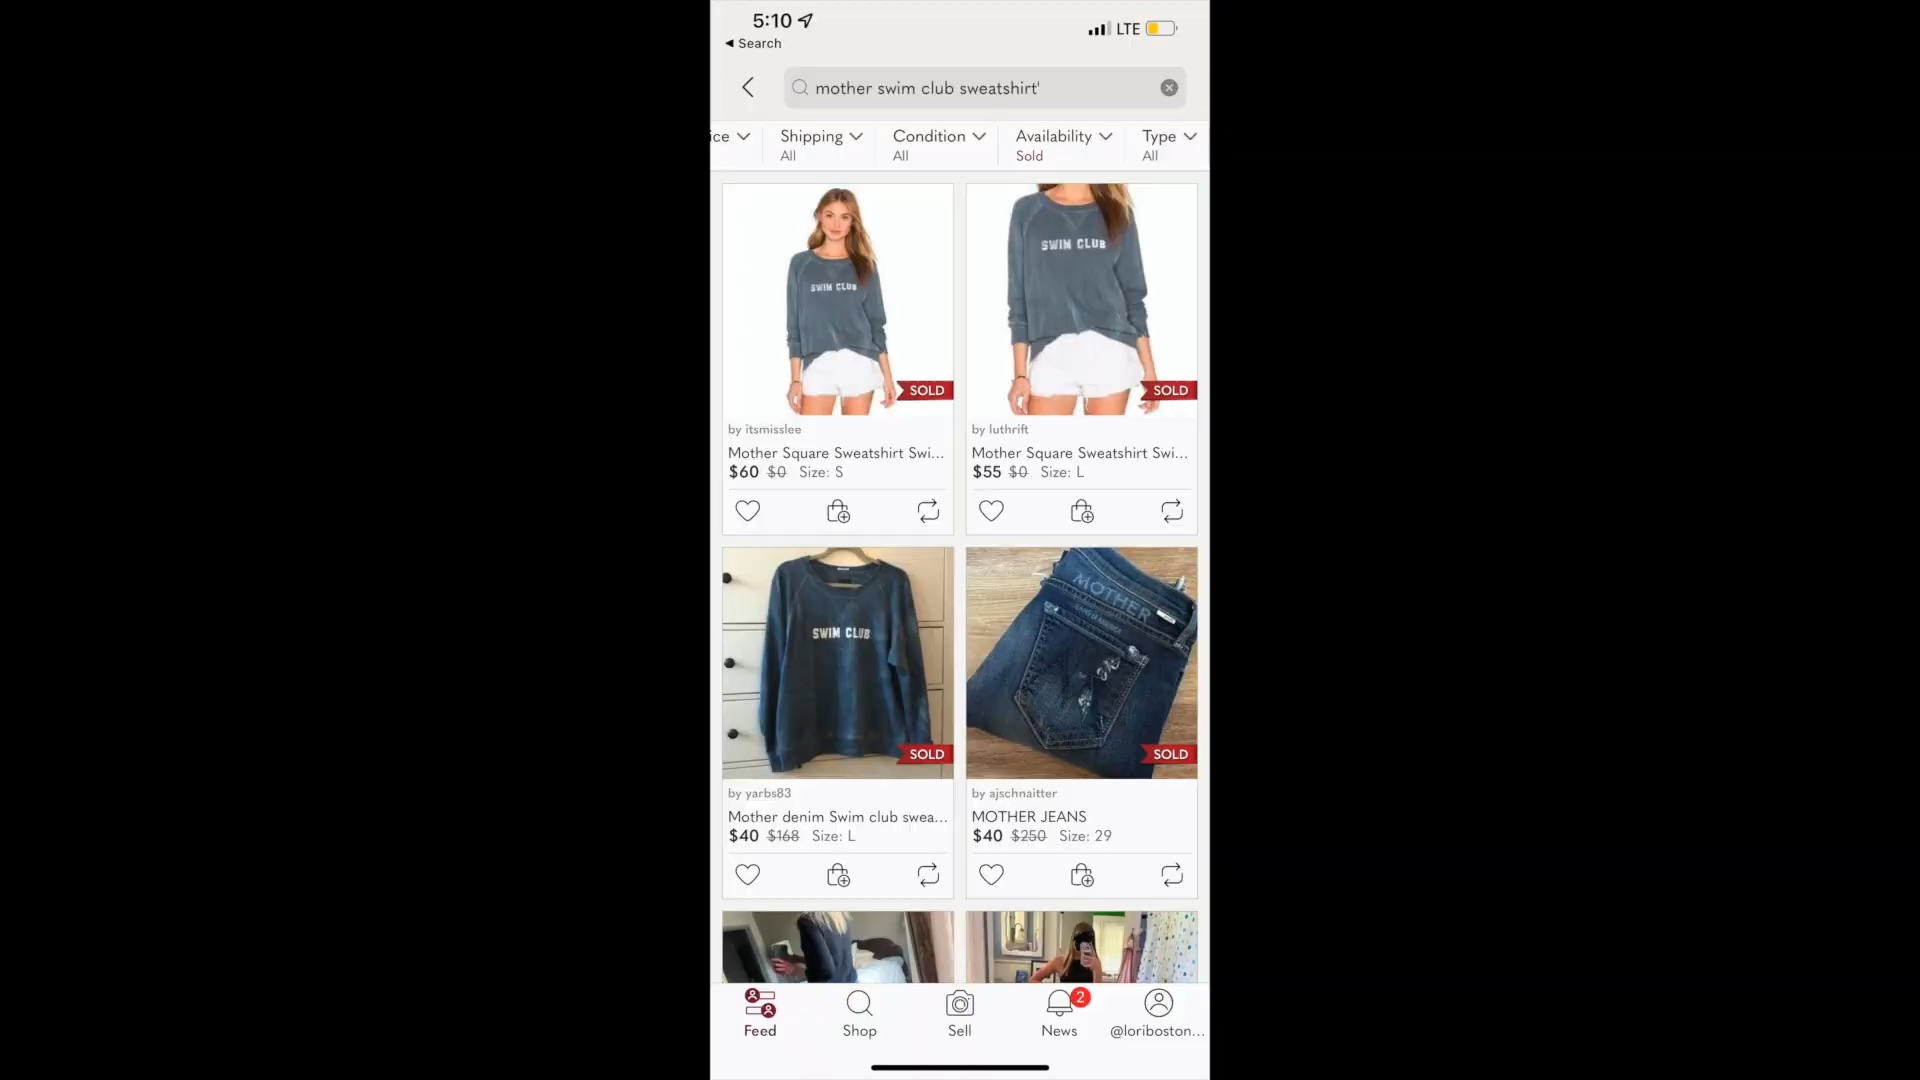 5:10
LTE
Search
mother swim club sweatshirt'
ice
Shipping
All
Condition
All
Availability
Sold
Type
All
SWIM CLUB
SOLD
SWIM CLUB
SOLD
by itsmisslee
Mother Square Sweatshirt Swi...
$60 $0 Size: S
by luthrift
Mother Square Sweatshirt Swi...
$55 $0 Size: L
SWIM CLUB
SOLD
MOTHER
SOLD
by yarbs83
Mother denim Swim club swea...
$40 $168 Size: L
by ajschnaitter
MOTHER JEANS
$40 $250 Size: 29
Feed
Shop
Sell
2
News
@loriboston...